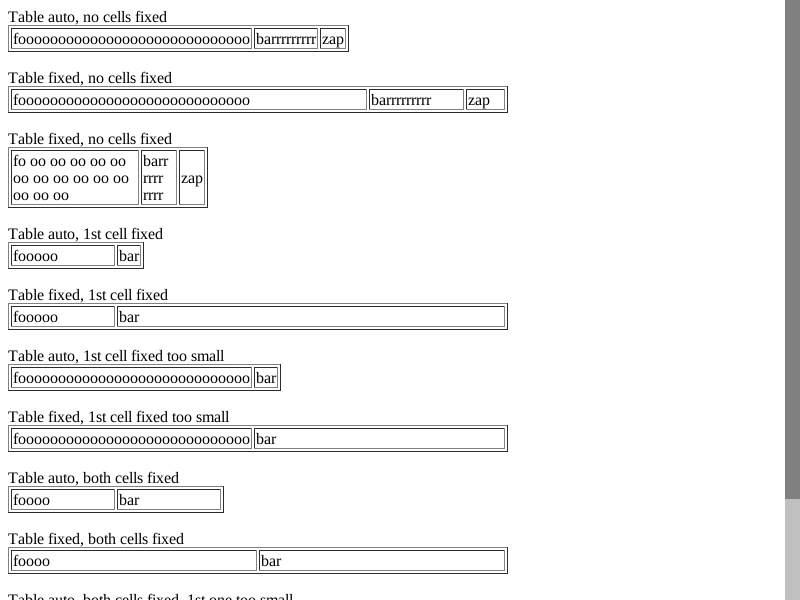 Table auto, no cells fixed
fooooooooooooooooooooooooooooo barrrrrrrrr zap
Table fixed, no cells fixed
fooooooooooooooooooooooooooooo barrrrrrrrr zap
Table fixed, no cells fixed
fo oo oo oo oo oo barr
oo oo oo oo oo oo rrrr zap
oo oo oo rrrr
Table auto, 1st cell fixed
fooooo bar
Table fixed, 1st cell fixed
fooooo bar
Table auto, 1st cell fixed too small
fooooooooooooooooooooooooooooo bar
Table fixed, 1st cell fixed too small
fooooooooooooooooooooooooooooo bar
Table auto, both cells fixed
foooo bar
Table fixed, both cells fixed
foooo bar
Table auto, both cells fixed, 1st one too small